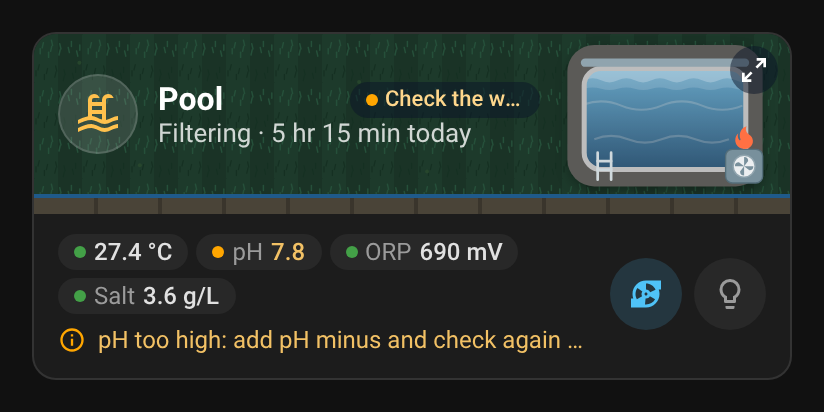 Pool
Check the w...
Filtering · 5 hr 15 min today
27.4 °C
pH 7.8
ORP 690 mV
Salt 3.6 g/L
pH too high: add pH minus and check again ...